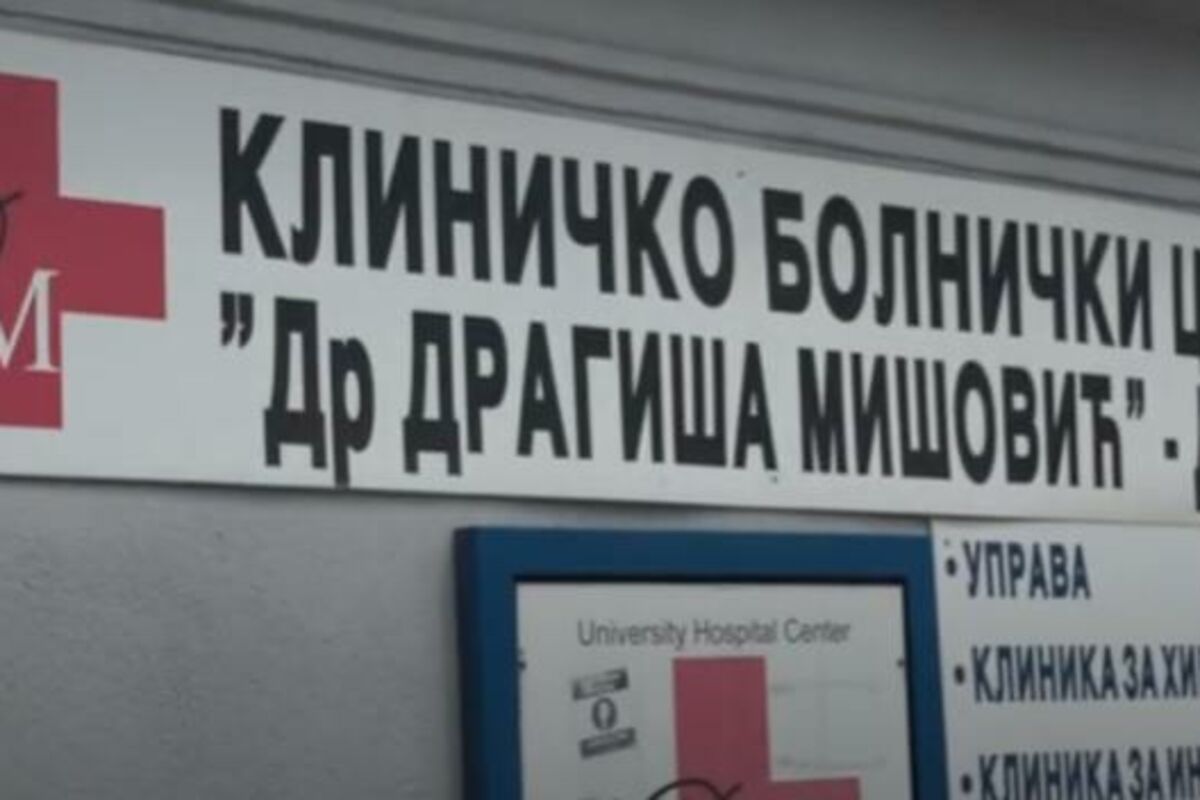 КЛИНИЧКО БОЛНИЧКИ
"Др ДРАГИША МИШОВИЋ" -
M
University Hospital Center
• УПРАВА
• КЛИНИКА ЗА
• КЛИНИКА ЗА